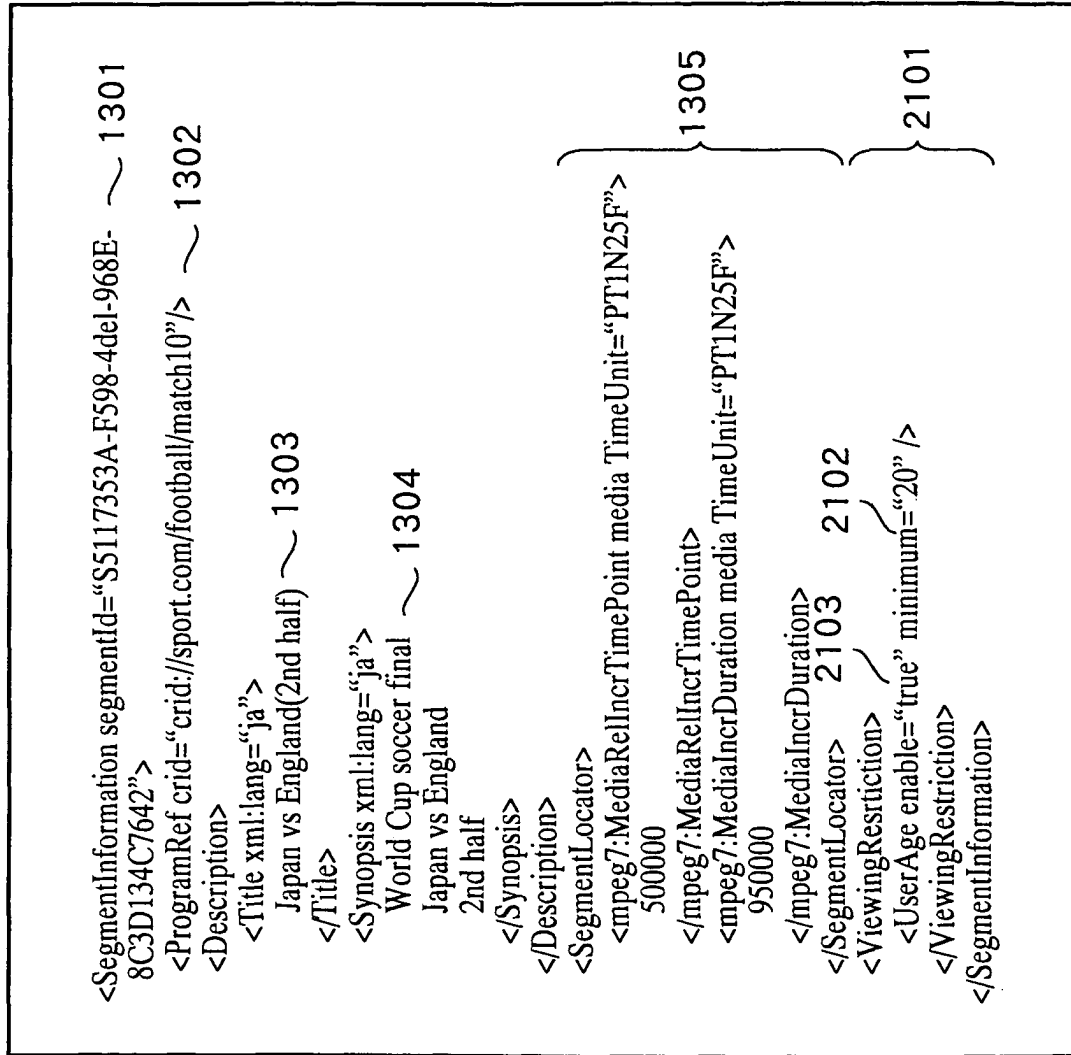 <SegmentInformation segmentId=“S5117353A-F598-4del-968E- 1301
8C3D134C7642”>
<ProgramRef crid=“crid://sport.com/football/match10”/> 1302
<Description>
<Title xml:lang=“ja”>
Japan vs England(2nd half) 1303
</Title>
<Synopsis xml:lang=“ja”>
World Cup soccer final 1304
Japan vs England
2nd half
</Synopsis>
</Description>
<SegmentLocator>
<mpeg7:MediaRelIncrTimePoint media TimeUnit=“PT1N25F”>
500000
</mpeg7:MediaRelIncrTimePoint>
1305
<mpeg7:MediaIncrDuration media TimeUnit=“PT1N25F”>
950000
</mpeg7:MediaIncrDuration>
</SegmentLocator> 2103 2102
<ViewingRestiction>
<UserAge enable=“true” minimum=“20” />
2101
</ViewingRestriction>
</SegmentInformation>